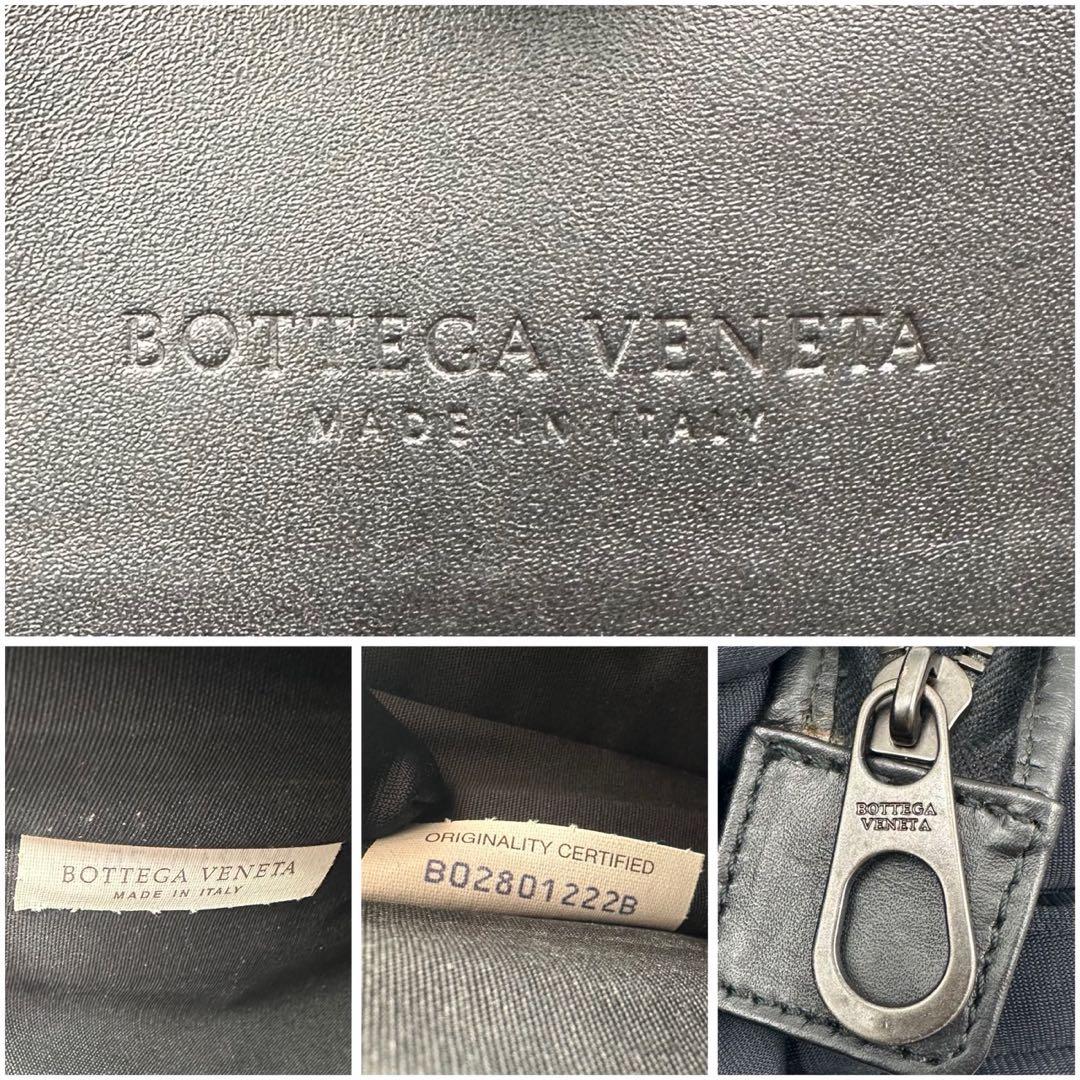 BOTTEGA VENETA
MADE IN ITALY
BOTTEGA VENETA
MADE IN ITALY
ORIGINALITY CERTIFIED
B02801222B
BOTTEGA
VENETA